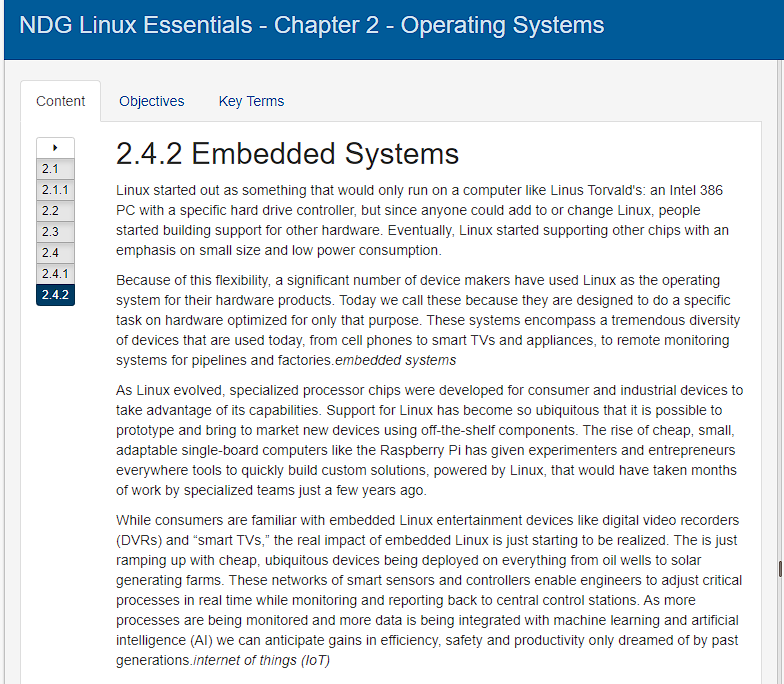 NDG Linux Essentials - Chapter 2 - Operating Systems
Content Objectives Key Terms
2.1
2.1.1
2.2
2.3
2.4
2.4.1
2.4.2
2.4.2 Embedded Systems
Linux started out as something that would only run on a computer like Linus Torvald's: an Intel 386
PC with a specific hard drive controller, but since anyone could add to or change Linux, people
started building support for other hardware. Eventually, Linux started supporting other chips with an
emphasis on small size and low power consumption.
Because of this flexibility, a significant number of device makers have used Linux as the operating
system for their hardware products. Today we call these because they are designed to do a specific
task on hardware optimized for only that purpose. These systems encompass a tremendous diversity
of devices that are used today, from cell phones to smart TVs and appliances, to remote monitoring
systems for pipelines and factories.embedded systems
As Linux evolved, specialized processor chips were developed for consumer and industrial devices to
take advantage of its capabilities. Support for Linux has become so ubiquitous that it is possible to
prototype and bring to market new devices using off-the-shelf components. The rise of cheap, small,
adaptable single-board computers like the Raspberry Pi has given experimenters and entrepreneurs
everywhere tools to quickly build custom solutions, powered by Linux, that would have taken months
of work by specialized teams just a few years ago.
While consumers are familiar with embedded Linux entertainment devices like digital video recorders
(DVRs) and “smart TVs,” the real impact of embedded Linux is just starting to be realized. The is just
ramping up with cheap, ubiquitous devices being deployed on everything from oil wells to solar
generating farms. These networks of smart sensors and controllers enable engineers to adjust critical
processes in real time while monitoring and reporting back to central control stations. As more
processes are being monitored and more data is being integrated with machine learning and artificial
intelligence (AI) we can anticipate gains in efficiency, safety and productivity only dreamed of by past
generations.internet of things (IoT)